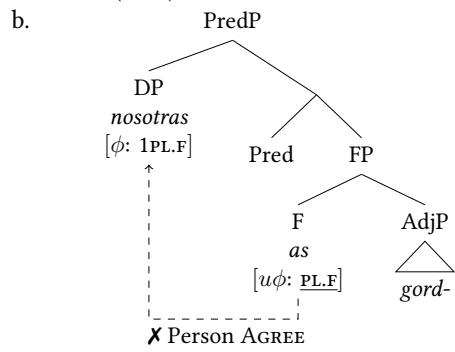 b.
PredP
DP
nosotras
[ϕ: 1PL.F]
Pred
FP
F
as
[uϕ: PL.F]
AdjP
gord-
✗ Person AGREE